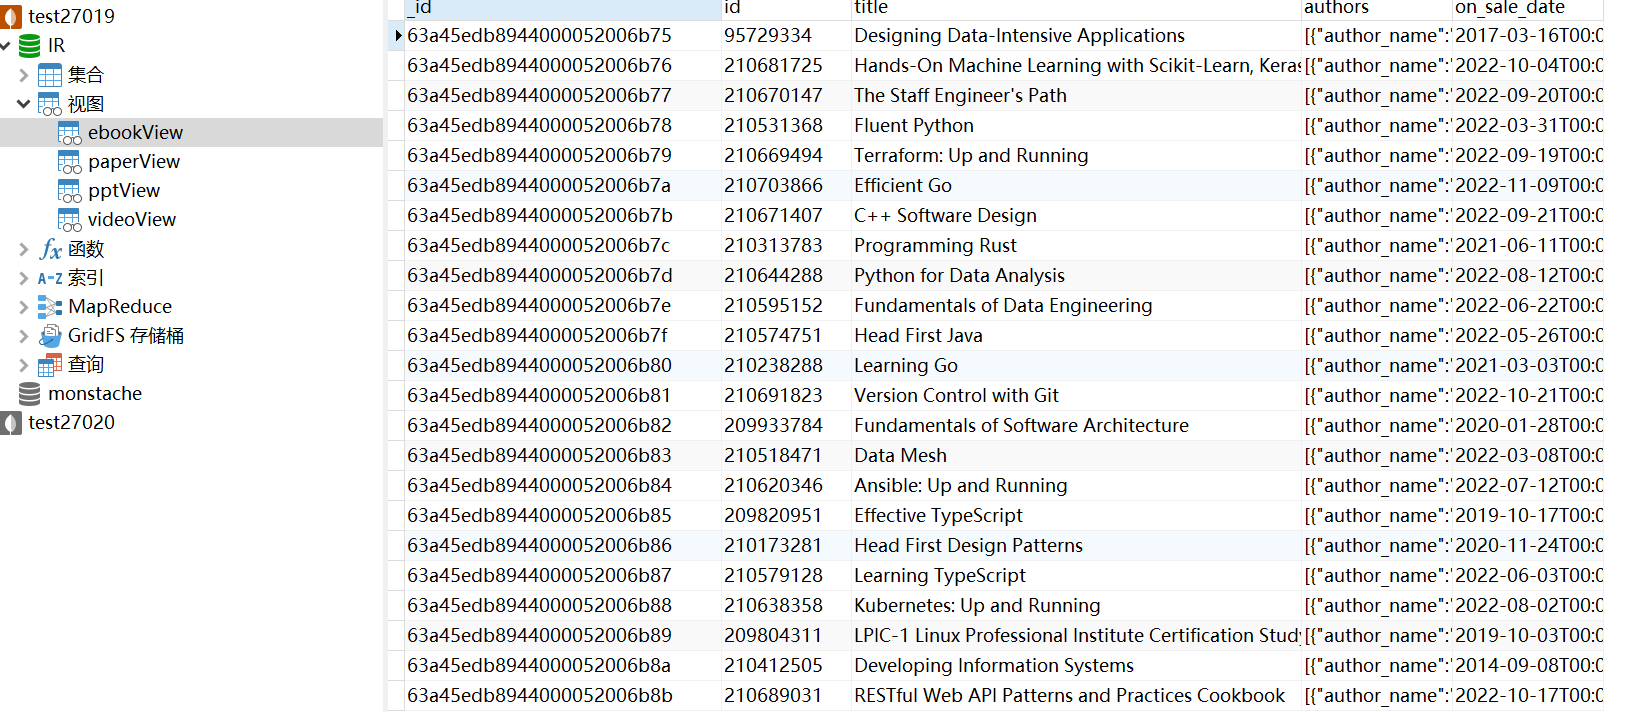 test27019
IR
集合
视图
ebookView
paperView
pptView
videoView
函数
A-Z 索引
MapReduce
GridFS 存储桶
查询
monstache
test27020
_id id title authors on_sale_date
63a45edb8944000052006b75 95729334 Designing Data-Intensive Applications [{"author_name":' 2017-03-16T00:0
63a45edb8944000052006b76 210681725 Hands-On Machine Learning with Scikit-Learn, Keras [{"author_name":' 2022-10-04T00:0
63a45edb8944000052006b77 210670147 The Staff Engineer's Path [{"author_name":' 2022-09-20T00:0
63a45edb8944000052006b78 210531368 Fluent Python [{"author_name":' 2022-03-31T00:0
63a45edb8944000052006b79 210669494 Terraform: Up and Running [{"author_name":' 2022-09-19T00:0
63a45edb8944000052006b7a 210703866 Efficient Go [{"author_name":' 2022-11-09T00:0
63a45edb8944000052006b7b 210671407 C++ Software Design [{"author_name":' 2022-09-21T00:0
63a45edb8944000052006b7c 210313783 Programming Rust [{"author_name":' 2021-06-11T00:0
63a45edb8944000052006b7d 210644288 Python for Data Analysis [{"author_name":' 2022-08-12T00:0
63a45edb8944000052006b7e 210595152 Fundamentals of Data Engineering [{"author_name":' 2022-06-22T00:0
63a45edb8944000052006b7f 210574751 Head First Java [{"author_name":' 2022-05-26T00:0
63a45edb8944000052006b80 210238288 Learning Go [{"author_name":' 2021-03-03T00:0
63a45edb8944000052006b81 210691823 Version Control with Git [{"author_name":' 2022-10-21T00:0
63a45edb8944000052006b82 209933784 Fundamentals of Software Architecture [{"author_name":' 2020-01-28T00:0
63a45edb8944000052006b83 210518471 Data Mesh [{"author_name":' 2022-03-08T00:0
63a45edb8944000052006b84 210620346 Ansible: Up and Running [{"author_name":' 2022-07-12T00:0
63a45edb8944000052006b85 209820951 Effective TypeScript [{"author_name":' 2019-10-17T00:0
63a45edb8944000052006b86 210173281 Head First Design Patterns [{"author_name":' 2020-11-24T00:0
63a45edb8944000052006b87 210579128 Learning TypeScript [{"author_name":' 2022-06-03T00:0
63a45edb8944000052006b88 210638358 Kubernetes: Up and Running [{"author_name":' 2022-08-02T00:0
63a45edb8944000052006b89 209804311 LPIC-1 Linux Professional Institute Certification Study [{"author_name":' 2019-10-03T00:0
63a45edb8944000052006b8a 210412505 Developing Information Systems [{"author_name":' 2014-09-08T00:0
63a45edb8944000052006b8b 210689031 RESTful Web API Patterns and Practices Cookbook [{"author_name":' 2022-10-17T00:0